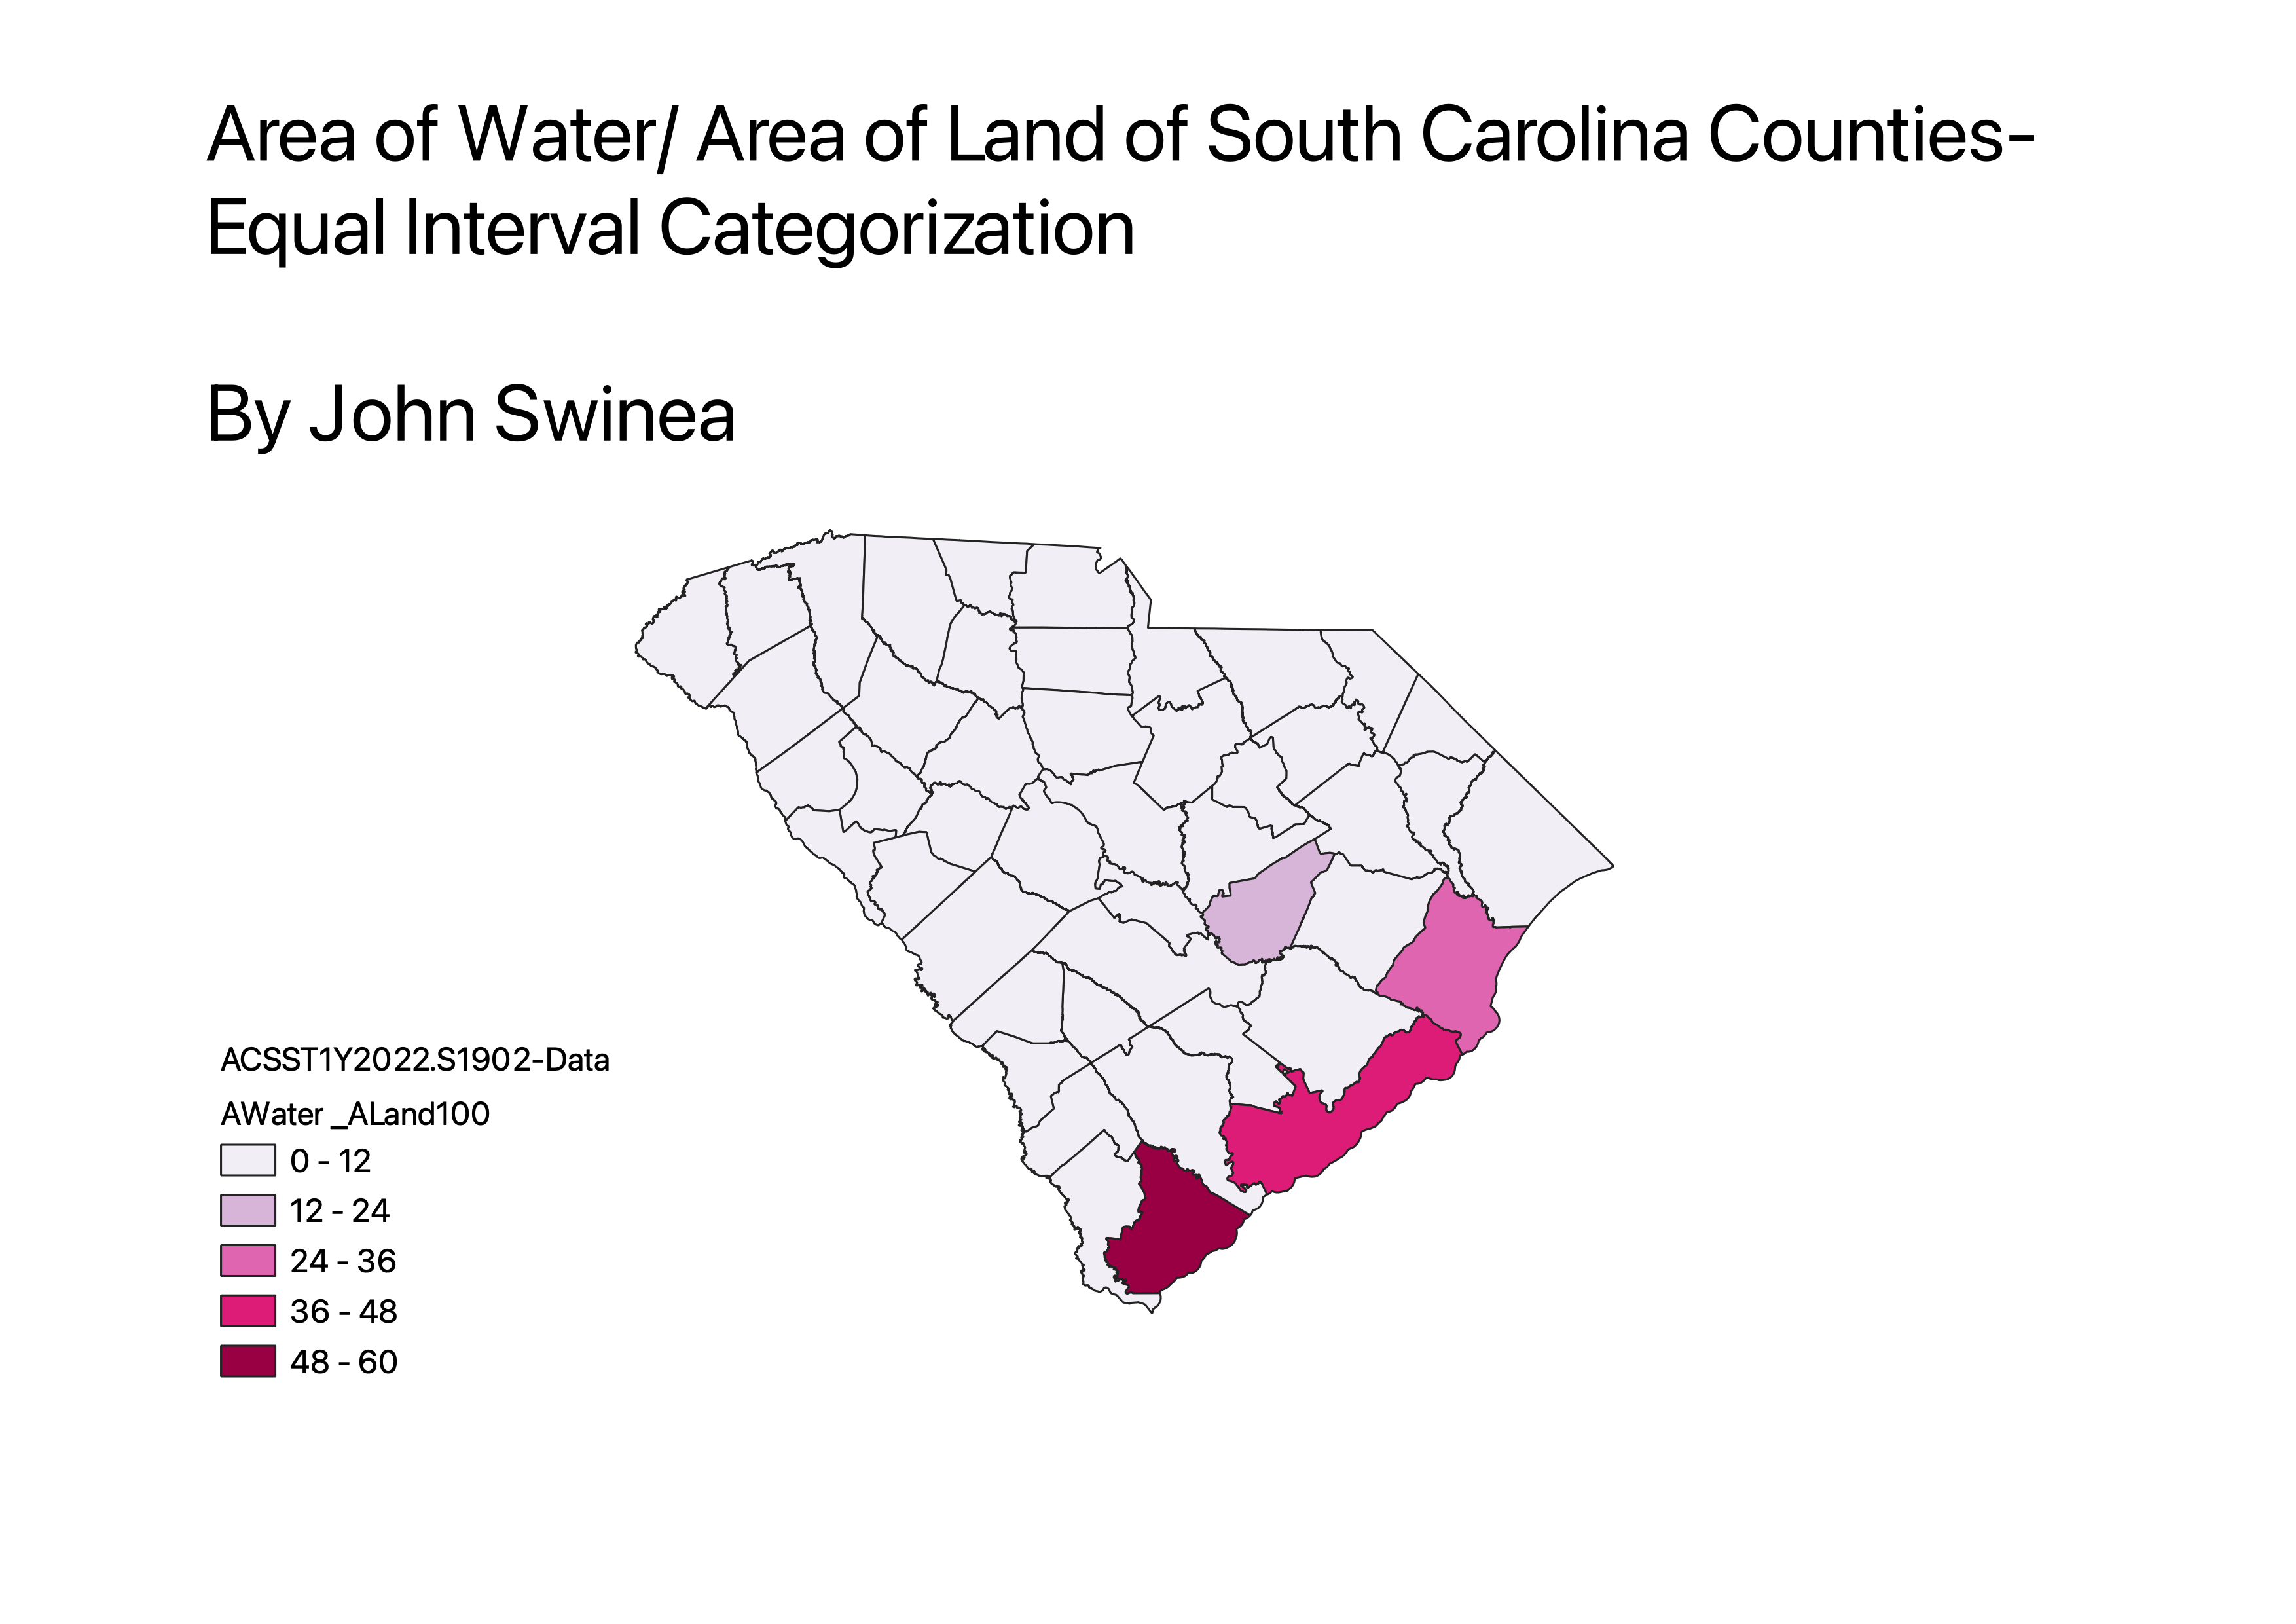 Area of Water/ Area of Land of South Carolina Counties-
Equal Interval Categorization
By John Swinea
ACSST1Y2022.S1902-Data
AWater _ALand100
0 - 12
12 - 24
24 - 36
36 - 48
48 - 60